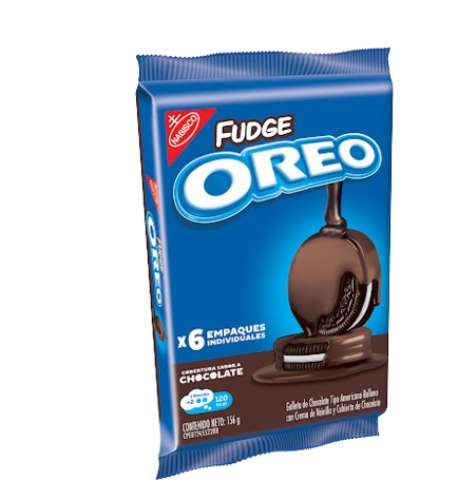 NABISCO
FUDGE
OREO
x6 EMPAQUES
INDIVIDUALES
COBERTURA SABOR A
CHOCOLATE
120
CONTENIDO NETO: 156 g
Galleta de Chocolate Tipo Americano Rellena
con Crema de Vainilla y Cubierta de Chocolate
OREO